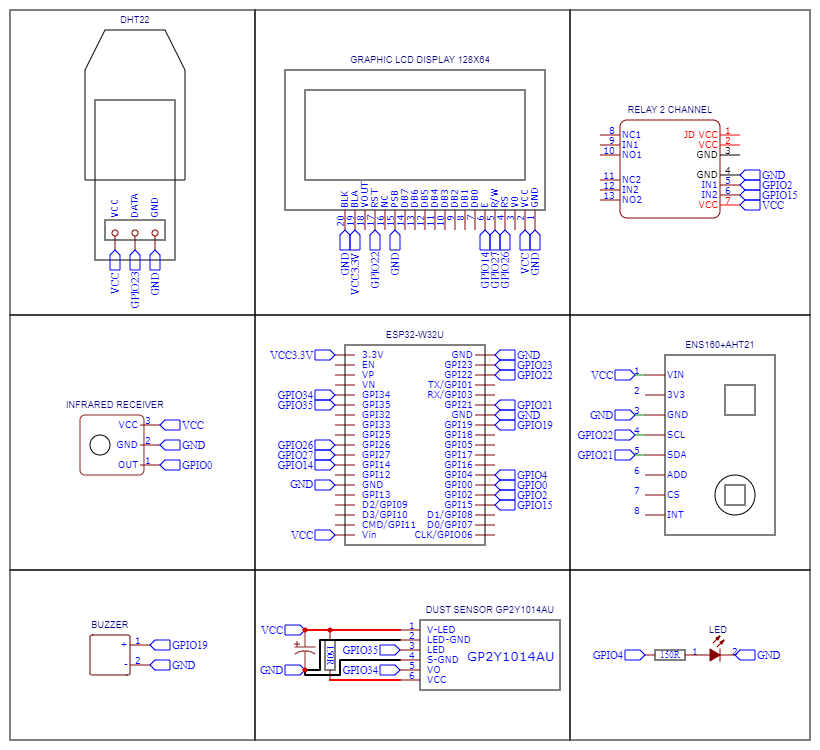 DHT22
VCC
DATA
GND
VCC
GPIO23
GND
GRAPHIC LCD DISPLAY 128X64
BLK
BLA
VOUT
RST
NC
PSB
DB7
DB6
DB5
DB4
DB3
DB2
DB1
DB0
E
R/W
RS
V0
VCC
GND
20 19 18 17 16 15 14 13 12 11 10 9 8 7 6 5 4 3 2 1
GND
VCC3.3V
GPIO22
GND
GPIO14
GPIO27
GPIO26
VCC
GND
RELAY 2 CHANNEL
8 NC1 JD VCC 1
9 IN1 VCC 2
10 NO1 GND 3
GND 4 GND
11 NC2 IN1 5 GPIO2
12 IN2 IN2 6 GPIO15
13 NO2 VCC 7 VCC
INFRARED RECEIVER
VCC 3 VCC
GND 2 GND
OUT 1 GPIO0
ESP32-W32U
VCC3.3V 3.3V GND GND
EN GPI23 GPIO23
VP GPI22 GPIO22
VN TX/GPI01
GPIO34 GPI34 RX/GPI03
GPIO35 GPI35 GPI21 GPIO21
GPI32 GND GND
GPI33 GPI19 GPIO19
GPI25 GPI18
GPIO26 GPI26 GPI05
GPIO27 GPI27 GPI17
GPIO14 GPI14 GPI16
GPI12 GPI04 GPIO4
GND GND GPI00 GPIO0
GPI13 GPI02 GPIO2
D2/GPI09 GPI15 GPIO15
D3/GPI10 D1/GPI08
CMD/GPI11 D0/GPI07
VCC Vin CLK/GPIO06
ENS160+AHT21
VCC 1 VIN
2 3V3
GND 3 GND
GPIO22 4 SCL
GPIO21 5 SDA
6 ADD
7 CS
8 INT
BUZZER
+ 1 GPIO19
- 2 GND
DUST SENSOR GP2Y1014AU
VCC 1 V-LED
2 LED-GND
GPIO35 3 LED
4 S-GND
GND GPIO34 5 VO
6 VCC
+
150R
GP2Y1014AU
LED
GPIO4 150R 1 2 GND